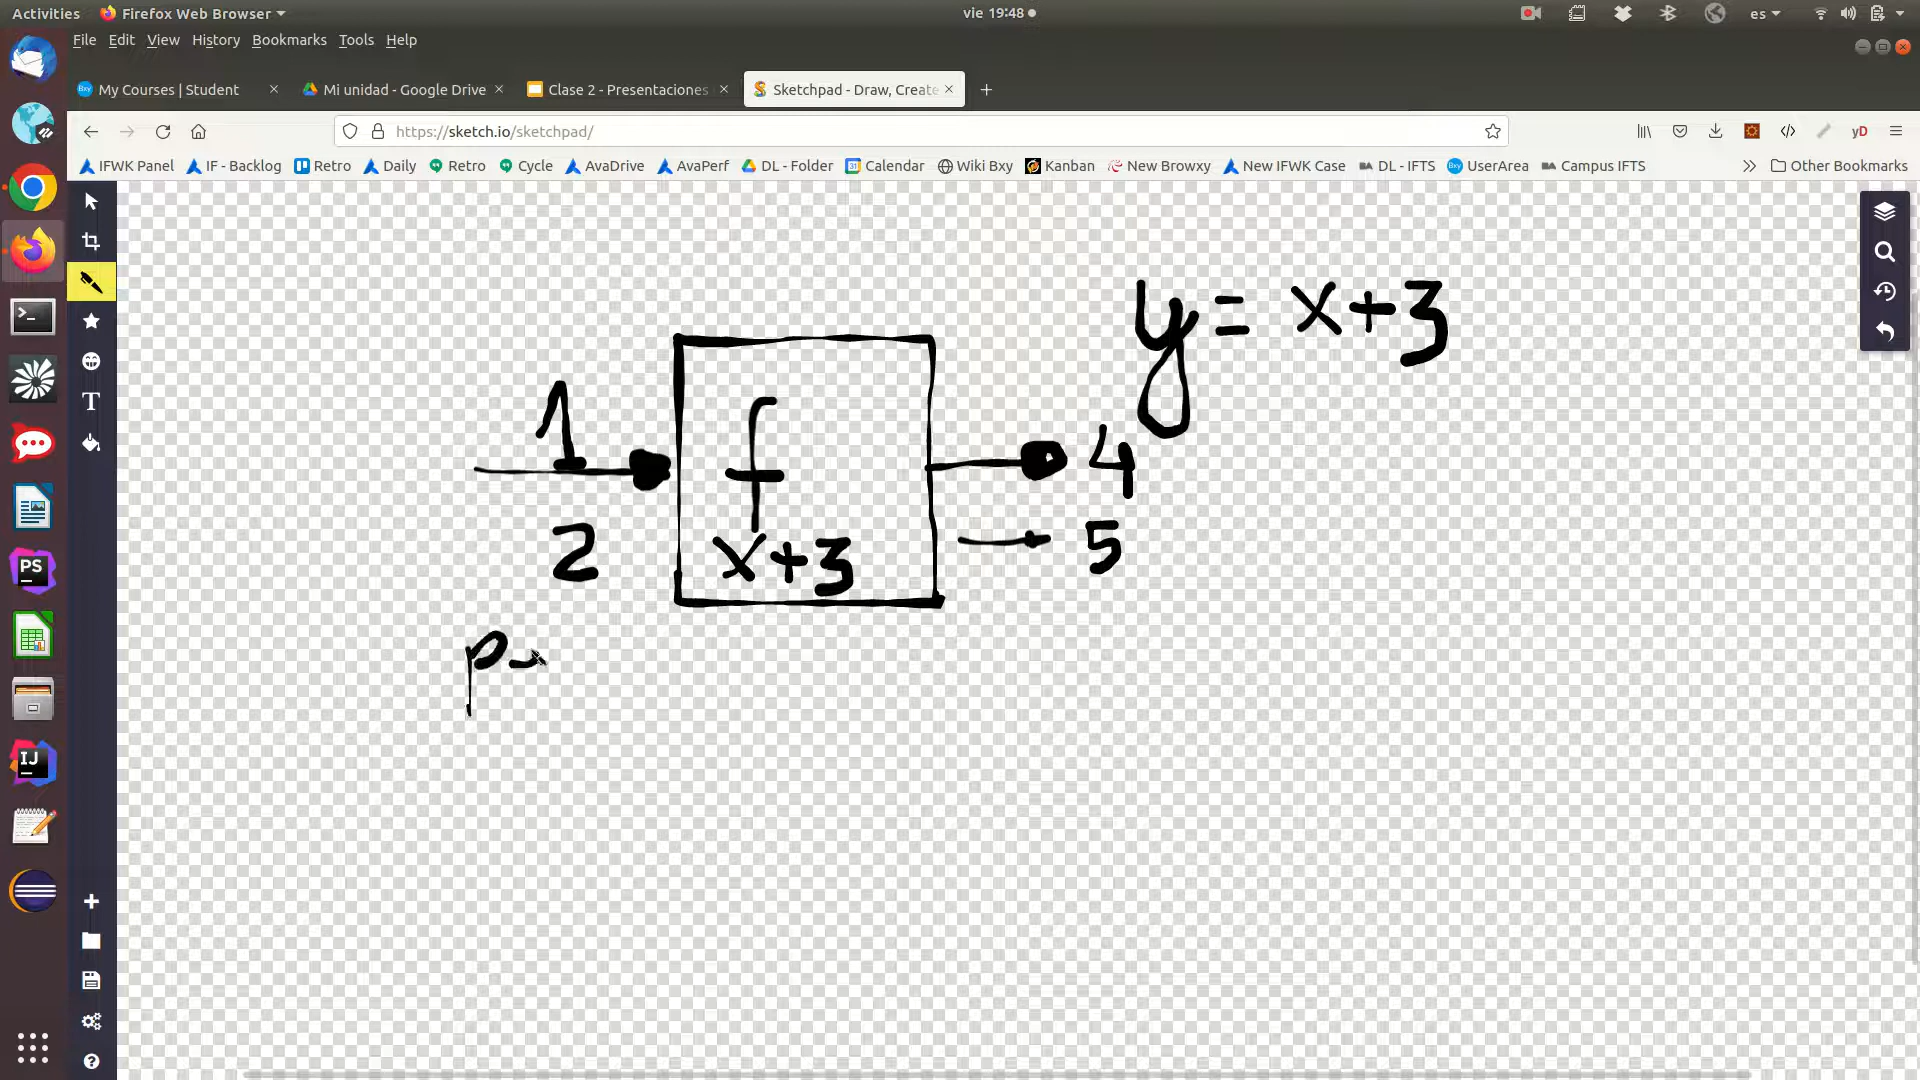 Activities Firefox Web Browser vie 19:48 es
File Edit View History Bookmarks Tools Help
My Courses | Student Mi unidad - Google Drive Clase 2 - Presentaciones Sketchpad - Draw, Create
https://sketch.io/sketchpad/ yD
IFWK Panel IF - Backlog Retro Daily Retro Cycle AvaDrive AvaPerf DL - Folder Calendar Wiki Bxy Kanban New Browxy New IFWK Case DL - IFTS UserArea Campus IFTS Other Bookmarks
y = x+3
1 f 4
2 x+3 5
p
T
PS
IJ